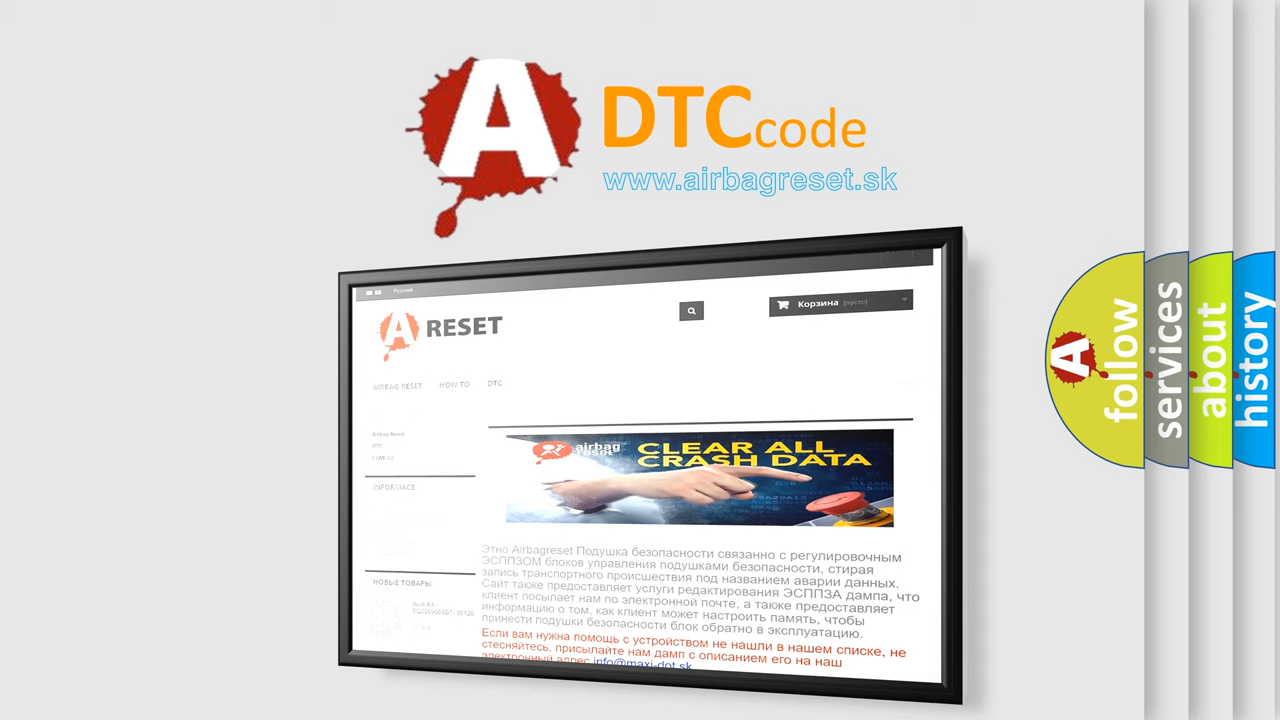 A
DTCcode
www.airbagreset.sk
Русский
A RESET
Корзина (пусто)
AIRBAG RESET HOW TO DTC
Airbag Reset
DTC
HOW TO
INFORMACE
airbag
reset
CLEAR ALL
CRASH DATA
Этно Airbagreset Подушка безопасности связанно с регулировочным
ЭСППЗОМ блоков управления подушками безопасности, стирая
запись транспортного происшествия под названием аварии данных.
Сайт также предоставляет услуги редактирования ЭСППЗА дампа, что
клиент посылает нам по электронной почте, а также предоставляет
информацию о том, как клиент может настроить память, чтобы
принести подушки безопасности блок обратно в эксплуатацию.
Если вам нужна помощь с устройством не нашли в нашем списке, не
стесняйтесь, присылайте нам дамп с описанием его на наш
электронный адрес info@maxi-dot.sk
НОВЫЕ ТОВАРЫ
A
follow
services
about
history